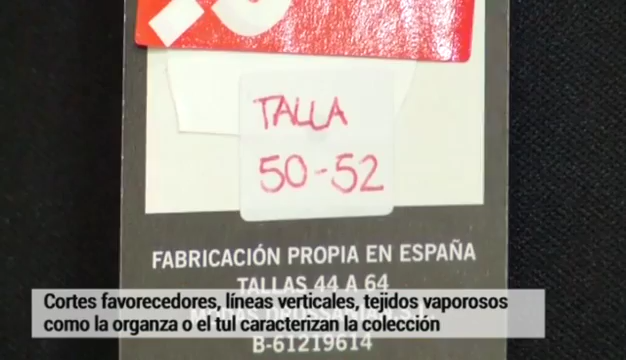 TALLA
50-52
FABRICACIÓN PROPIA EN ESPAÑA
TALLAS 44 A 64
Cortes favorecedores, líneas verticales, tejidos vaporosos
como la organza o el tul caracterizan la colección
B-61219614